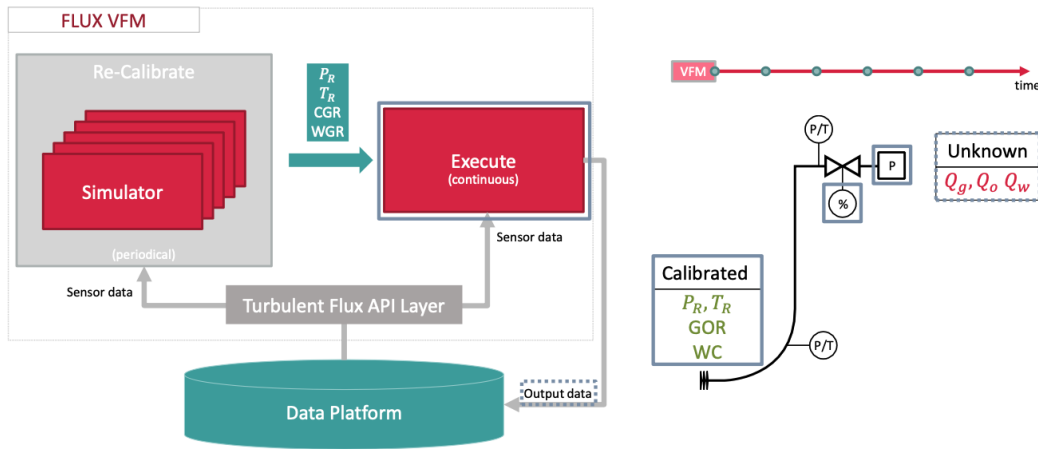 FLUX VFM
Re-Calibrate
Simulator
(periodical)
P_R
T_R
CGR
WGR
Execute
(continuous)
Sensor data
Sensor data
Turbulent Flux API Layer
Output data
Data Platform
VFM
time
P/T
P
%
Unknown
Q_g, Q_o Q_w
Calibrated
P_R, T_R
GOR
WC
P/T